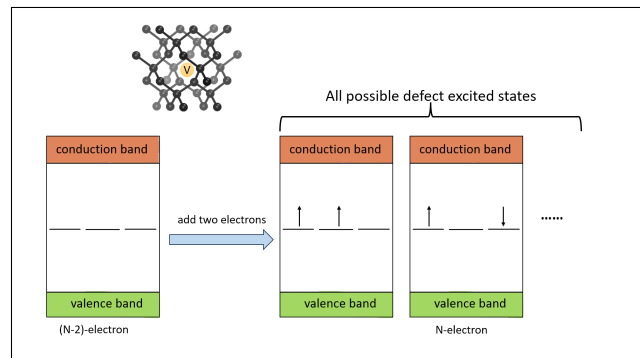 V
All possible defect excited states
conduction band
conduction band
conduction band
add two electrons
......
valence band
valence band
valence band
(N-2)-electron
N-electron